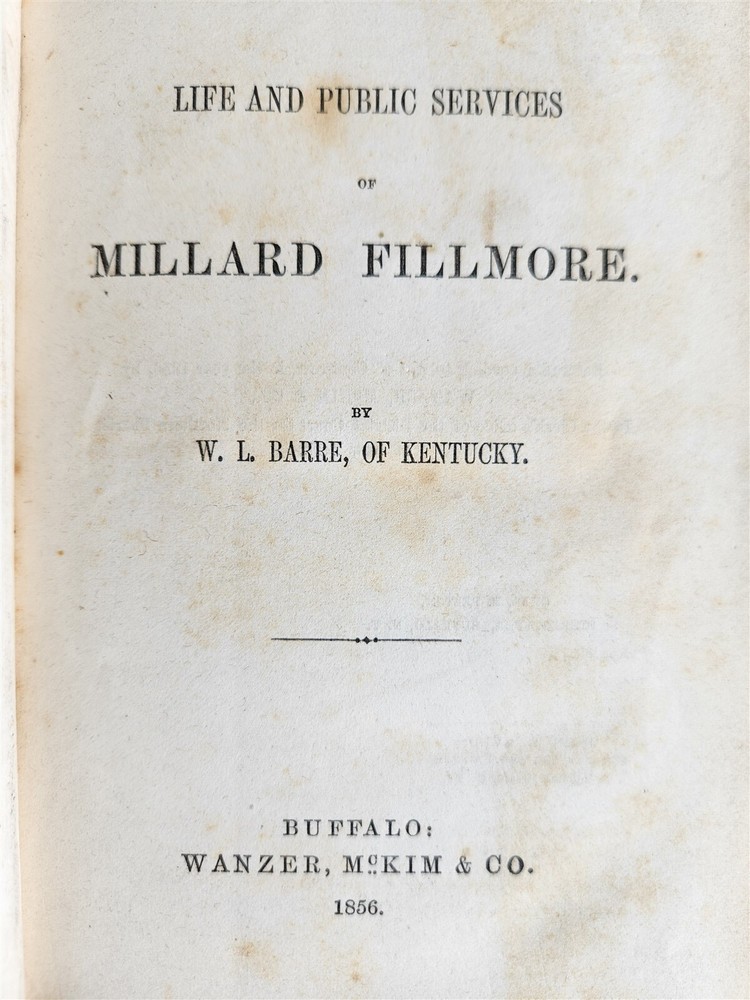 LIFE AND PUBLIC SERVICES
OF
MILLARD FILLMORE.
BY
W. L. BARRE, OF KENTUCKY.
BUFFALO:
WANZER, McKIM & CO.
1856.